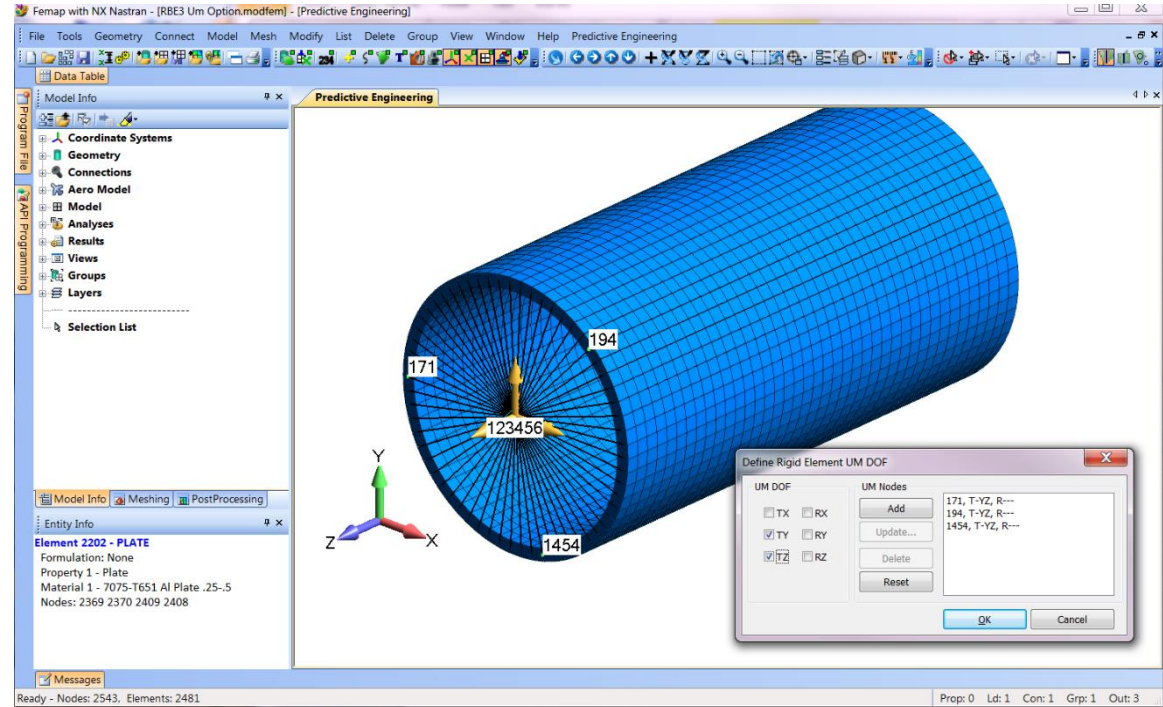 Femap with NX Nastran - [RBE3 Um Option.modfem] - [Predictive Engineering]
File Tools Geometry Connect Model Mesh Modify List Delete Group View Window Help Predictive Engineering
Data Table
Model Info
Predictive Engineering
Program File
API Programming
Coordinate Systems
Geometry
Connections
Aero Model
Model
Analyses
Results
Views
Groups
Layers
Selection List
194
171
123456
1454
Y
Z
X
Define Rigid Element UM DOF
UM DOF
UM Nodes
TX RX
TY RY
TZ RZ
Add
Update...
Delete
Reset
171, T-YZ, R---
194, T-YZ, R---
1454, T-YZ, R---
OK Cancel
Model Info Meshing PostProcessing
Entity Info
Element 2202 - PLATE
Formulation: None
Property 1 - Plate
Material 1 - 7075-T651 Al Plate .25-.5
Nodes: 2369 2370 2409 2408
Messages
Ready - Nodes: 2543, Elements: 2481
Prop: 0 Ld: 1 Con: 1 Grp: 1 Out: 3